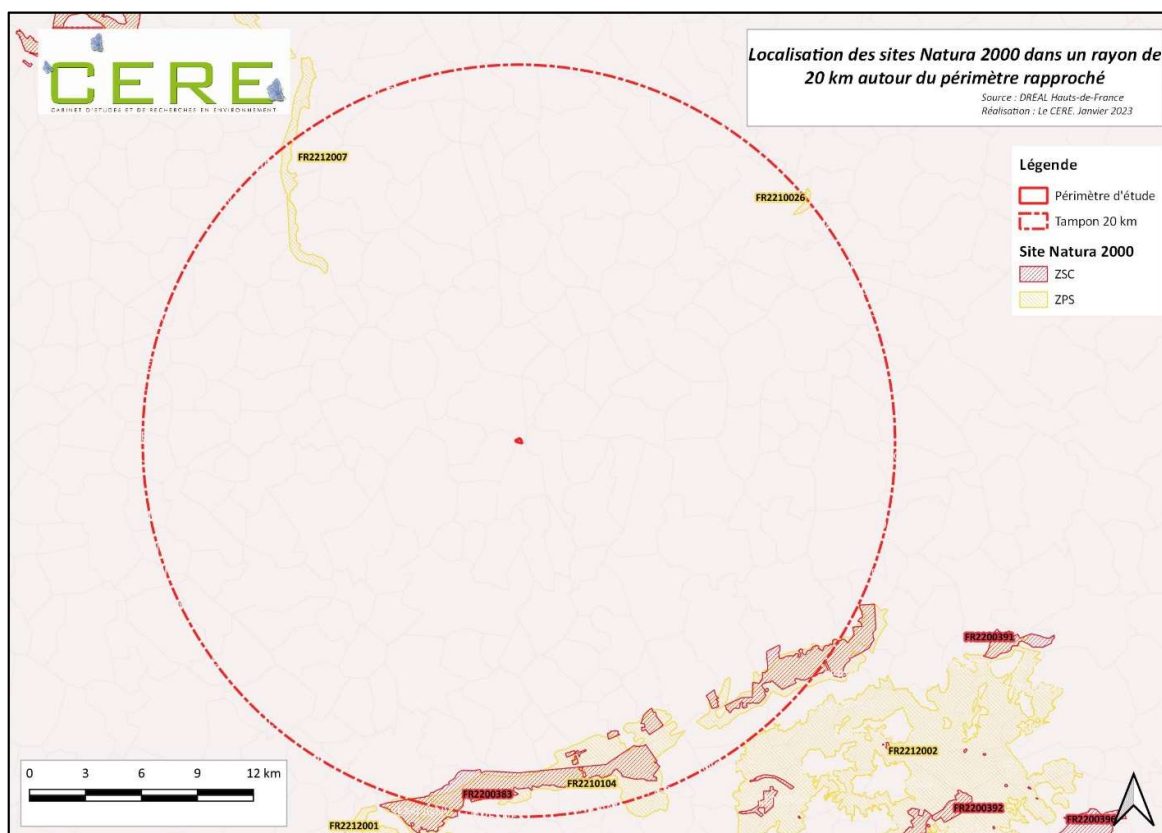 CERE
CABINET D'ÉTUDES ET DE RECHERCHES EN ENVIRONNEMENT
Localisation des sites Natura 2000 dans un rayon de
20 km autour du périmètre rapproché
Source : DREAL Hauts-de-France
Réalisation : Le CERE. Janvier 2023
Légende
Périmètre d'étude
Tampon 20 km
Site Natura 2000
ZSC
ZPS
FR2212007
FR2210026
FR2200391
FR2212002
FR2210104
FR2200383
FR2212001
FR2200392
FR2200396
0 3 6 9 12 km